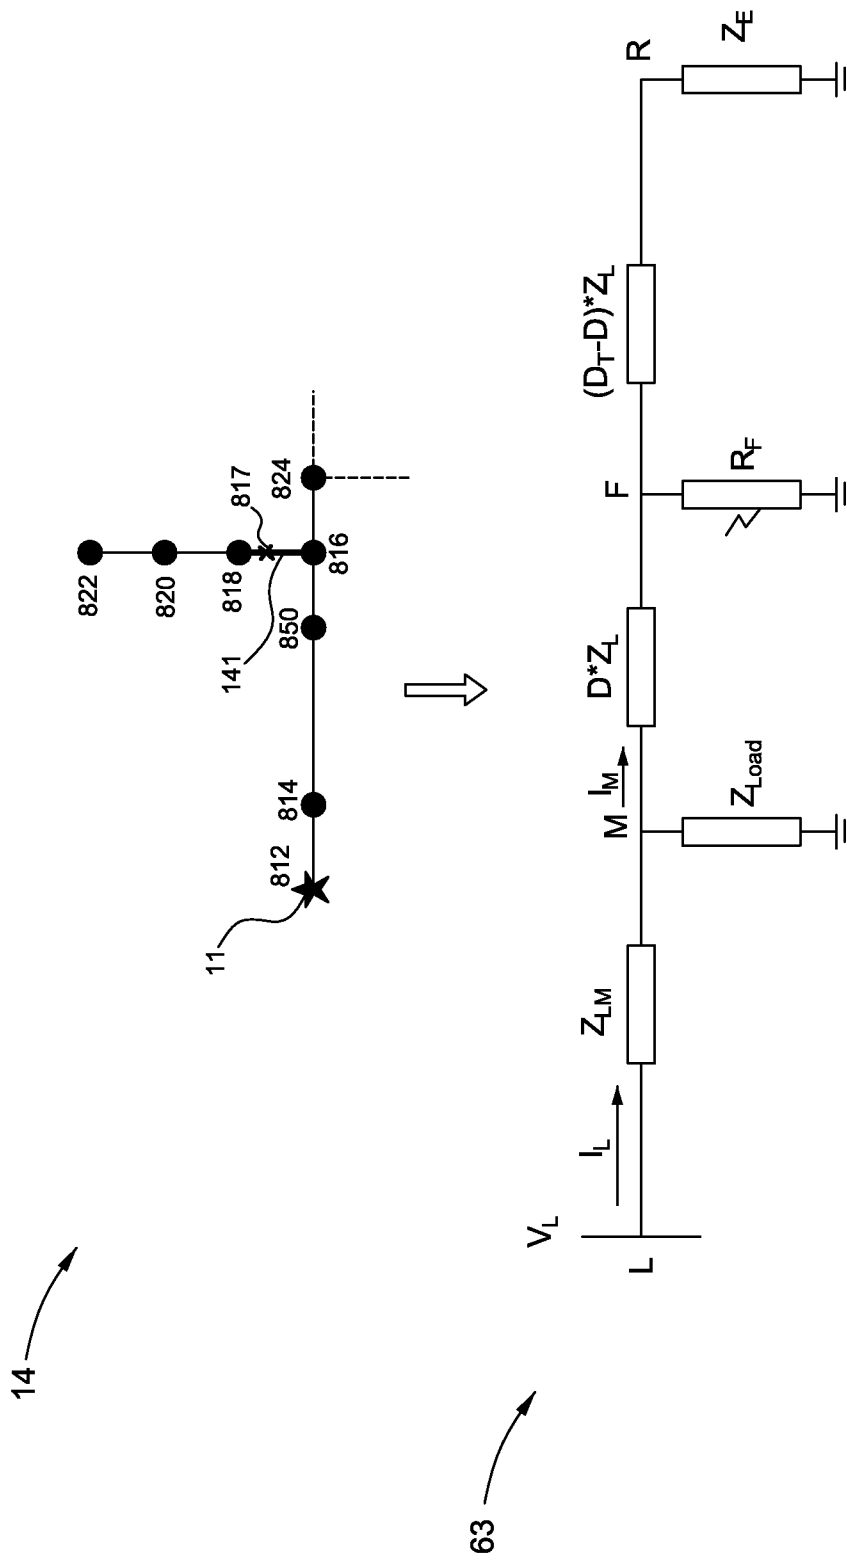 14
822
820
818
817
824
141
850
816
814
812
11
63
V_L
L
I_L
Z_LM
M
I_M
Z_Load
D*Z_L
F
R_F
(D_T-D)*Z_L
R
Z_E